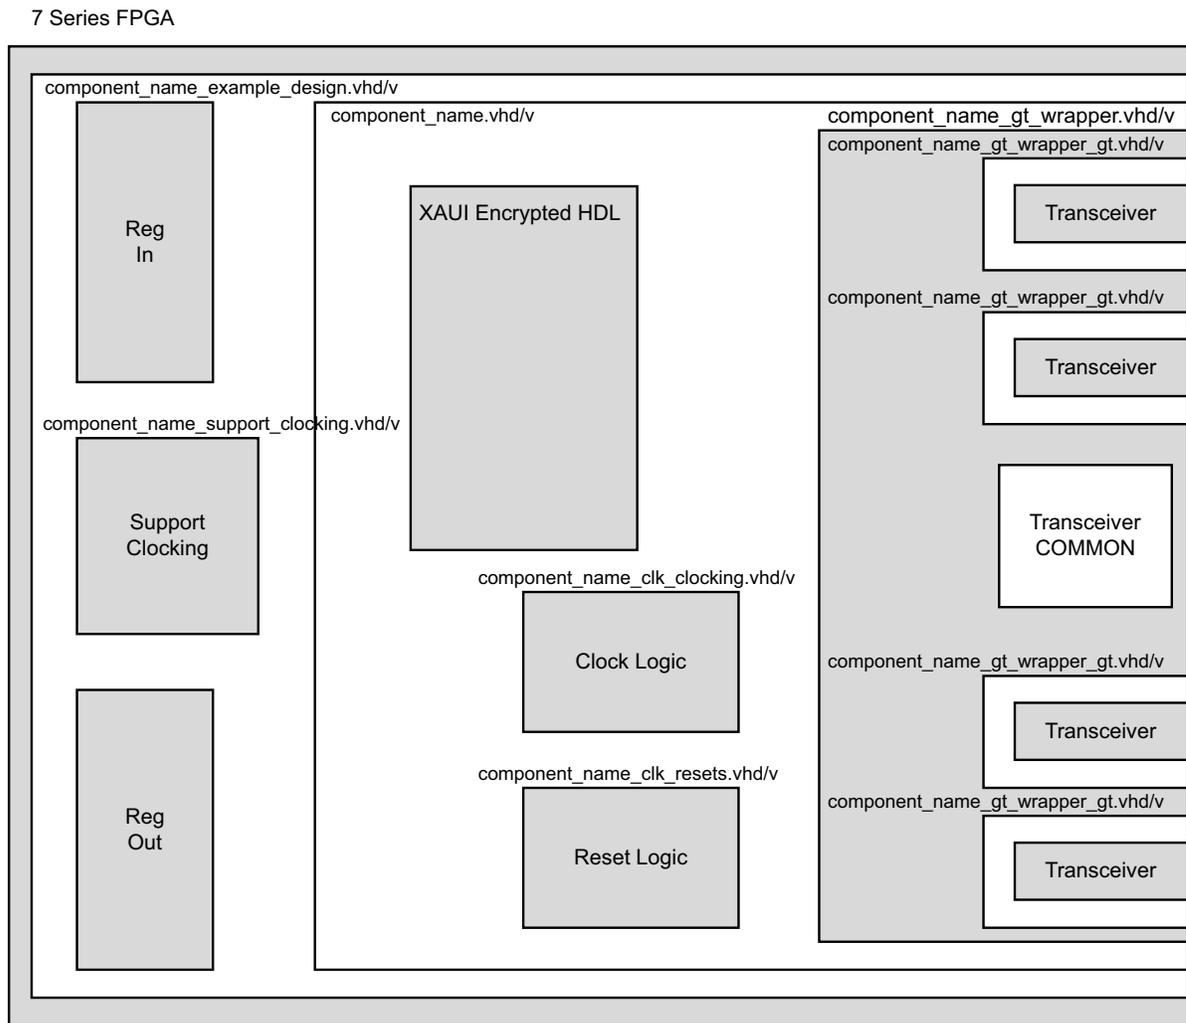 7 Series FPGA
component_name_example_design.vhd/v
component_name.vhd/v
component_name_gt_wrapper.vhd/v
component_name_gt_wrapper_gt.vhd/v
Reg
In
XAUI Encrypted HDL
Transceiver
component_name_gt_wrapper_gt.vhd/v
Transceiver
component_name_support_clocking.vhd/v
Support
Clocking
Transceiver
COMMON
component_name_clk_clocking.vhd/v
Clock Logic
component_name_gt_wrapper_gt.vhd/v
Transceiver
component_name_clk_resets.vhd/v
Reg
Out
Reset Logic
component_name_gt_wrapper_gt.vhd/v
Transceiver